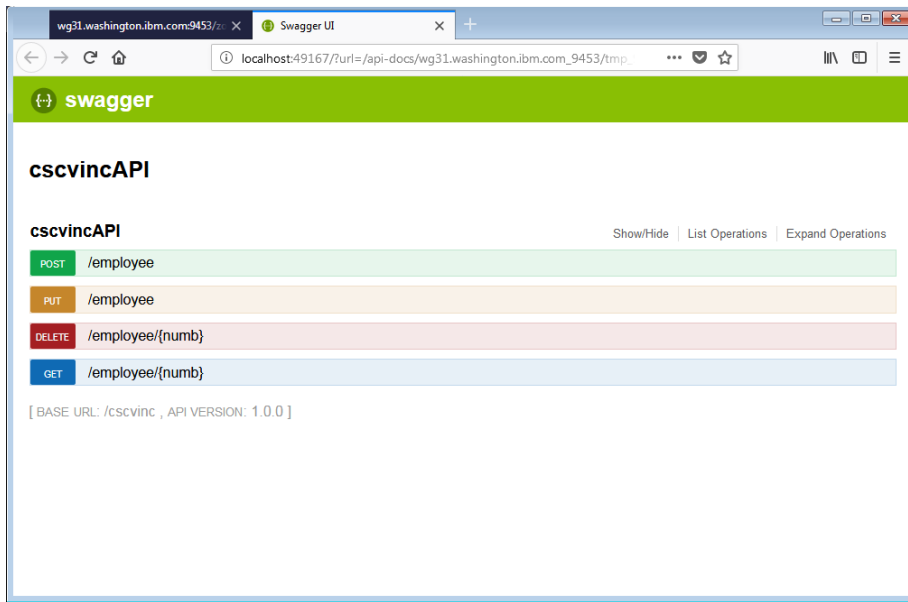 wg31.washington.ibm.com:9453/zc
Swagger UI
localhost:49167/?url=/api-docs/wg31.washington.ibm.com_9453/tmp_
{··} swagger
cscvincAPI
cscvincAPI Show/Hide List Operations Expand Operations
POST /employee
PUT /employee
DELETE /employee/{numb}
GET /employee/{numb}
[ BASE URL: /cscvinc , API VERSION: 1.0.0 ]